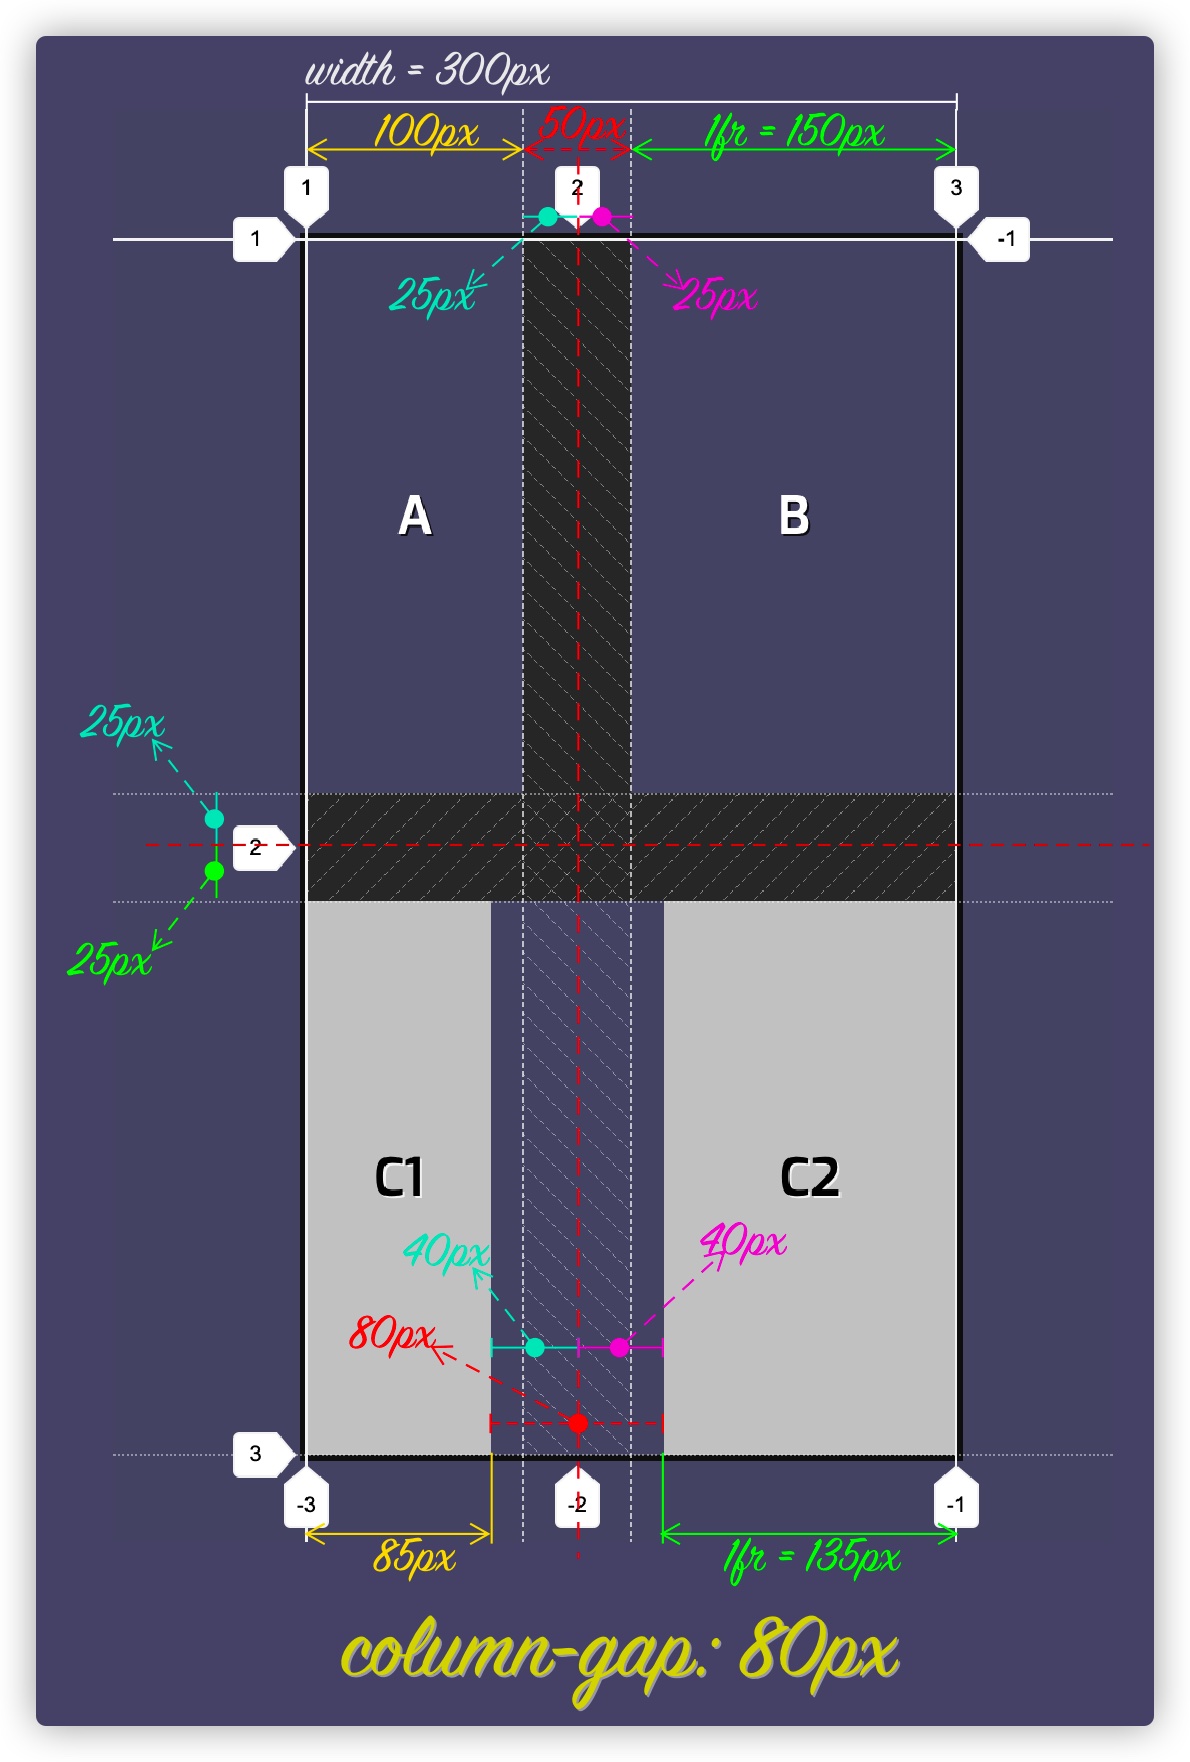 width = 300px
100px
50px
1fr = 150px
1
2
3
1
-1
25px
25px
A
B
25px
2
25px
C1
C2
40px
40px
80px
3
-3
-2
-1
85px
1fr = 135px
column-gap: 80px